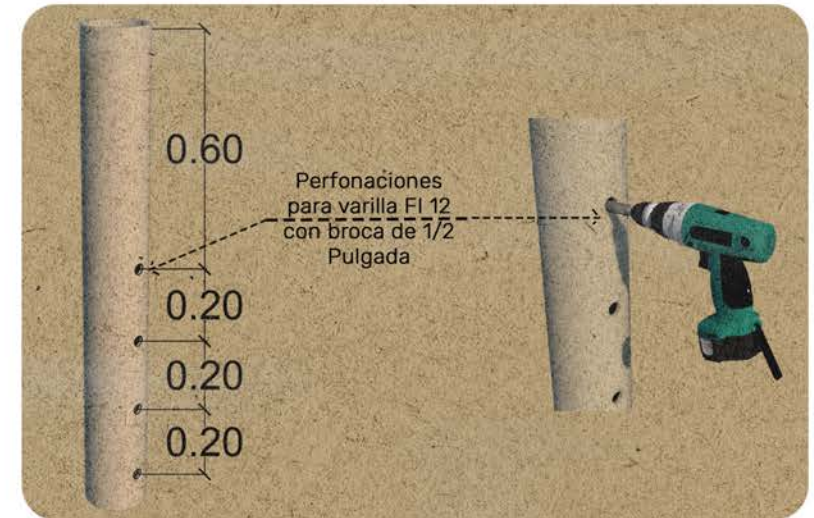 0.60
Perfonaciones
para varilla FI 12
con broca de 1/2
Pulgada
0.20
0.20
0.20